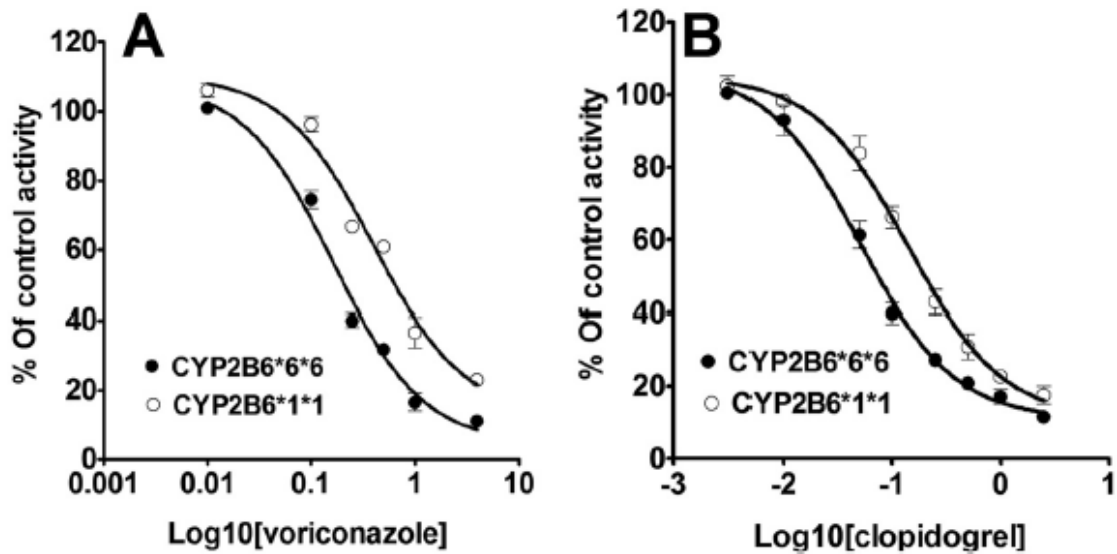 A
120
100
80
60
40
20
0
% Of control activity
CYP2B6*6*6
CYP2B6*1*1
0.001 0.01 0.1 1 10
Log10[voriconazole]
B
120
100
80
60
40
20
0
% Of control activity
CYP2B6*6*6
CYP2B6*1*1
-3 -2 -1 0 1
Log10[clopidogrel]